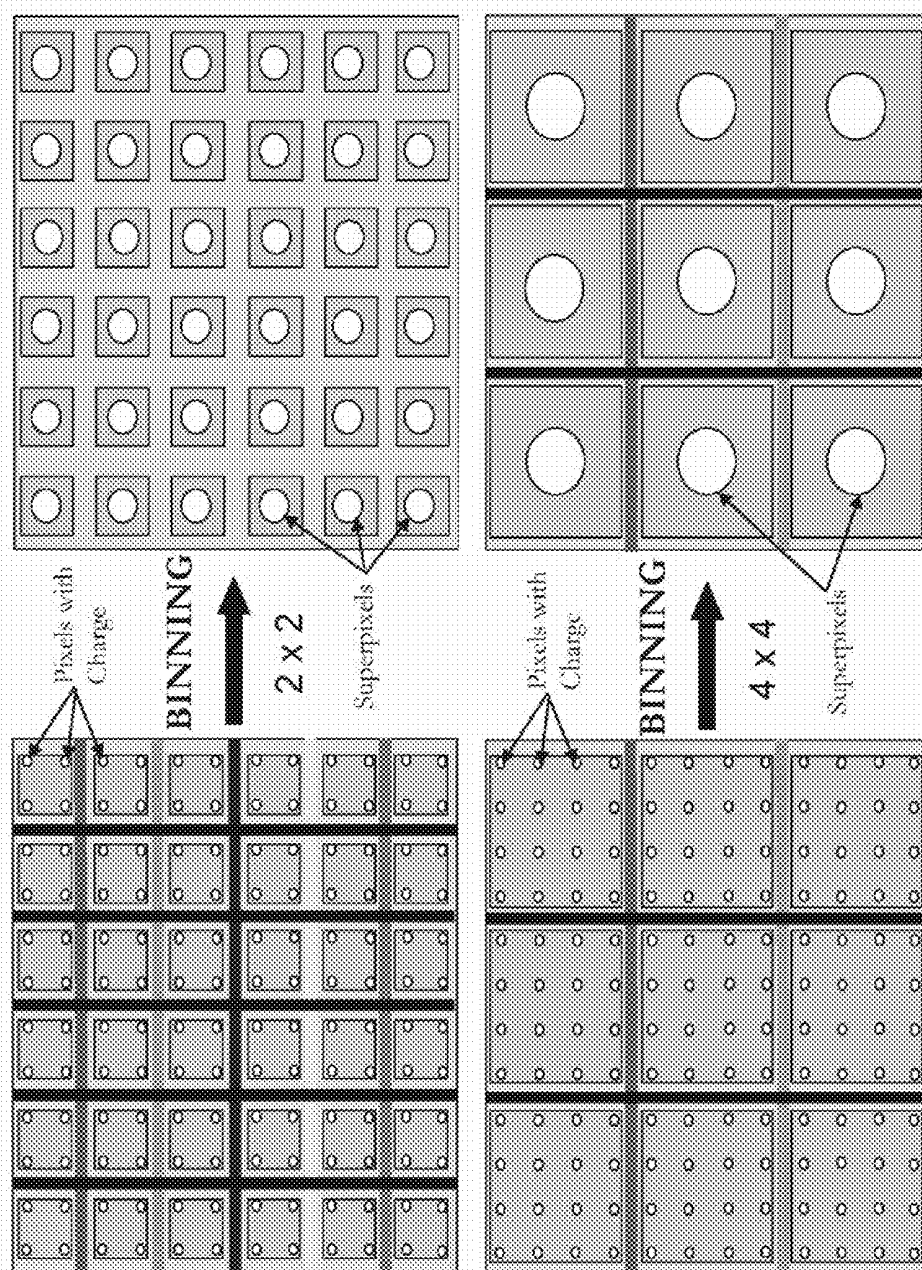 Pixels with
Charge
BINNING
2 x 2
Superpixels
Pixels with
Charge
BINNING
4 x 4
Superpixels